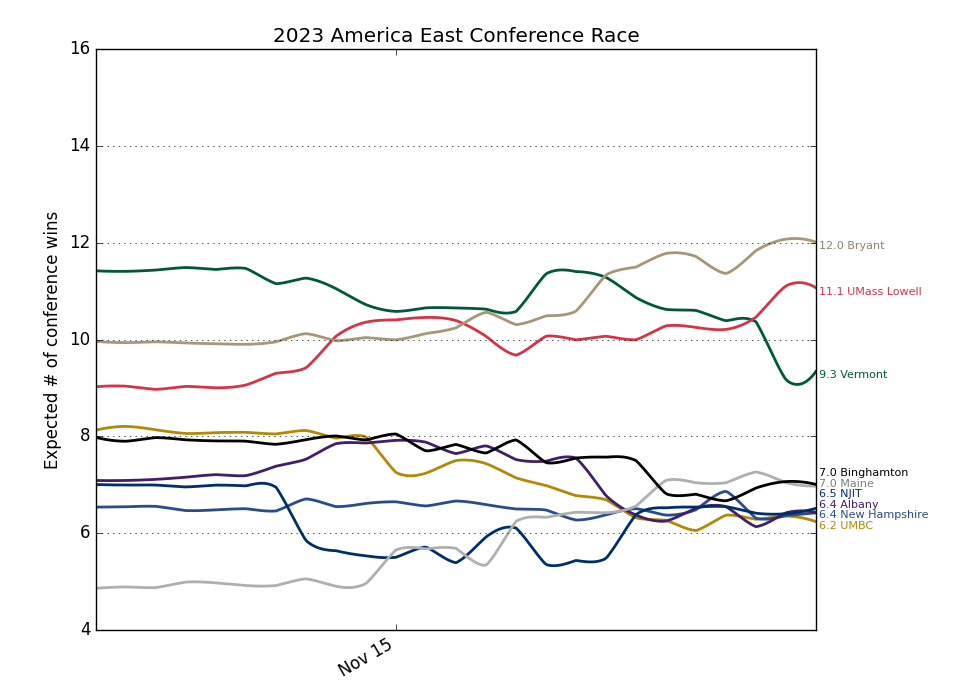 2023 America East Conference Race
Expected # of conference wins
16
14
12
10
8
6
4
Nov 15
12.0 Bryant
11.1 UMass Lowell
9.3 Vermont
7.0 Binghamton
7.0 Maine
6.5 NJIT
6.4 Albany
6.4 New Hampshire
6.2 UMBC